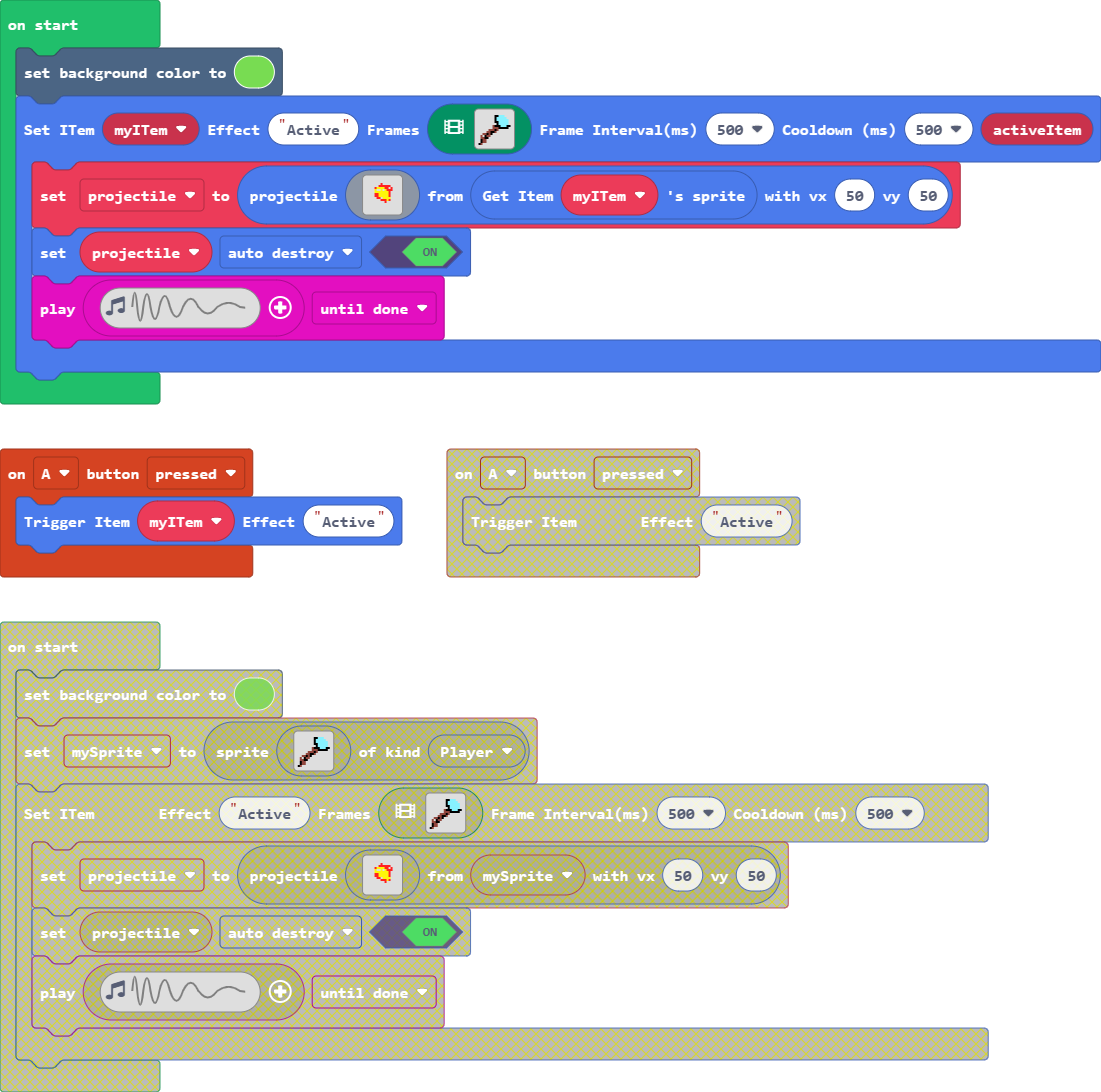 on start
set background color to
Set ITem myITem Effect "Active" Frames Frame Interval(ms) 500 Cooldown (ms) 500 activeItem
set projectile to projectile from Get Item myITem 's sprite with vx 50 vy 50
set projectile auto destroy ON
play until done
on A button pressed
Trigger Item myITem Effect "Active"
on A button pressed
Trigger Item Effect "Active"
on start
set background color to
set mySprite to sprite of kind Player
Set ITem Effect "Active" Frames Frame Interval(ms) 500 Cooldown (ms) 500
set projectile to projectile from mySprite with vx 50 vy 50
set projectile auto destroy ON
play until done